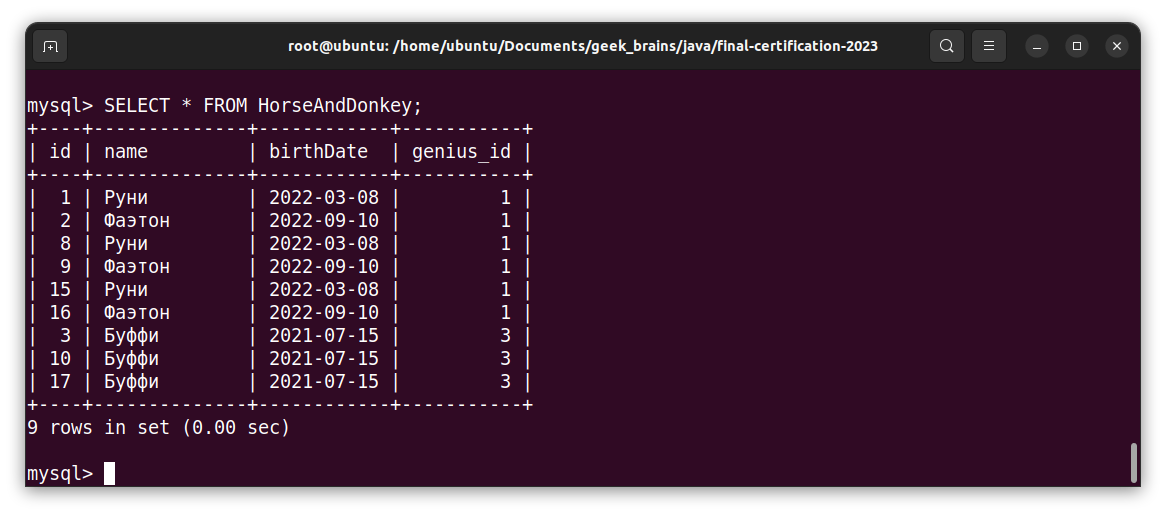 root@ubuntu: /home/ubuntu/Documents/geek_brains/java/final-certification-2023
mysql> SELECT * FROM HorseAndDonkey;
+----+-------------+------------+-----------+
| id | name        | birthDate  | genius_id |
+----+-------------+------------+-----------+
|  1 | Руни        | 2022-03-08 |         1 |
|  2 | Фаэтон      | 2022-09-10 |         1 |
|  8 | Руни        | 2022-03-08 |         1 |
|  9 | Фаэтон      | 2022-09-10 |         1 |
| 15 | Руни        | 2022-03-08 |         1 |
| 16 | Фаэтон      | 2022-09-10 |         1 |
|  3 | Буффи       | 2021-07-15 |         3 |
| 10 | Буффи       | 2021-07-15 |         3 |
| 17 | Буффи       | 2021-07-15 |         3 |
+----+-------------+------------+-----------+
9 rows in set (0.00 sec)
mysql>